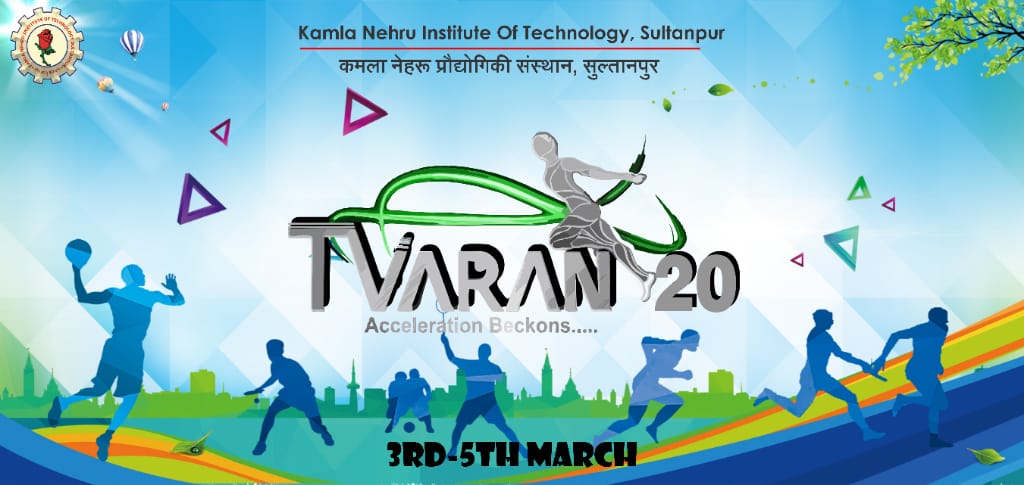 Kamla Nehru Institute Of Technology, Sultanpur
कमला नेहरू प्रौद्योगिकी संस्थान, सुल्तानपुर
TVARAN 20
Acceleration Beckons.....
3RD-5TH MARCH